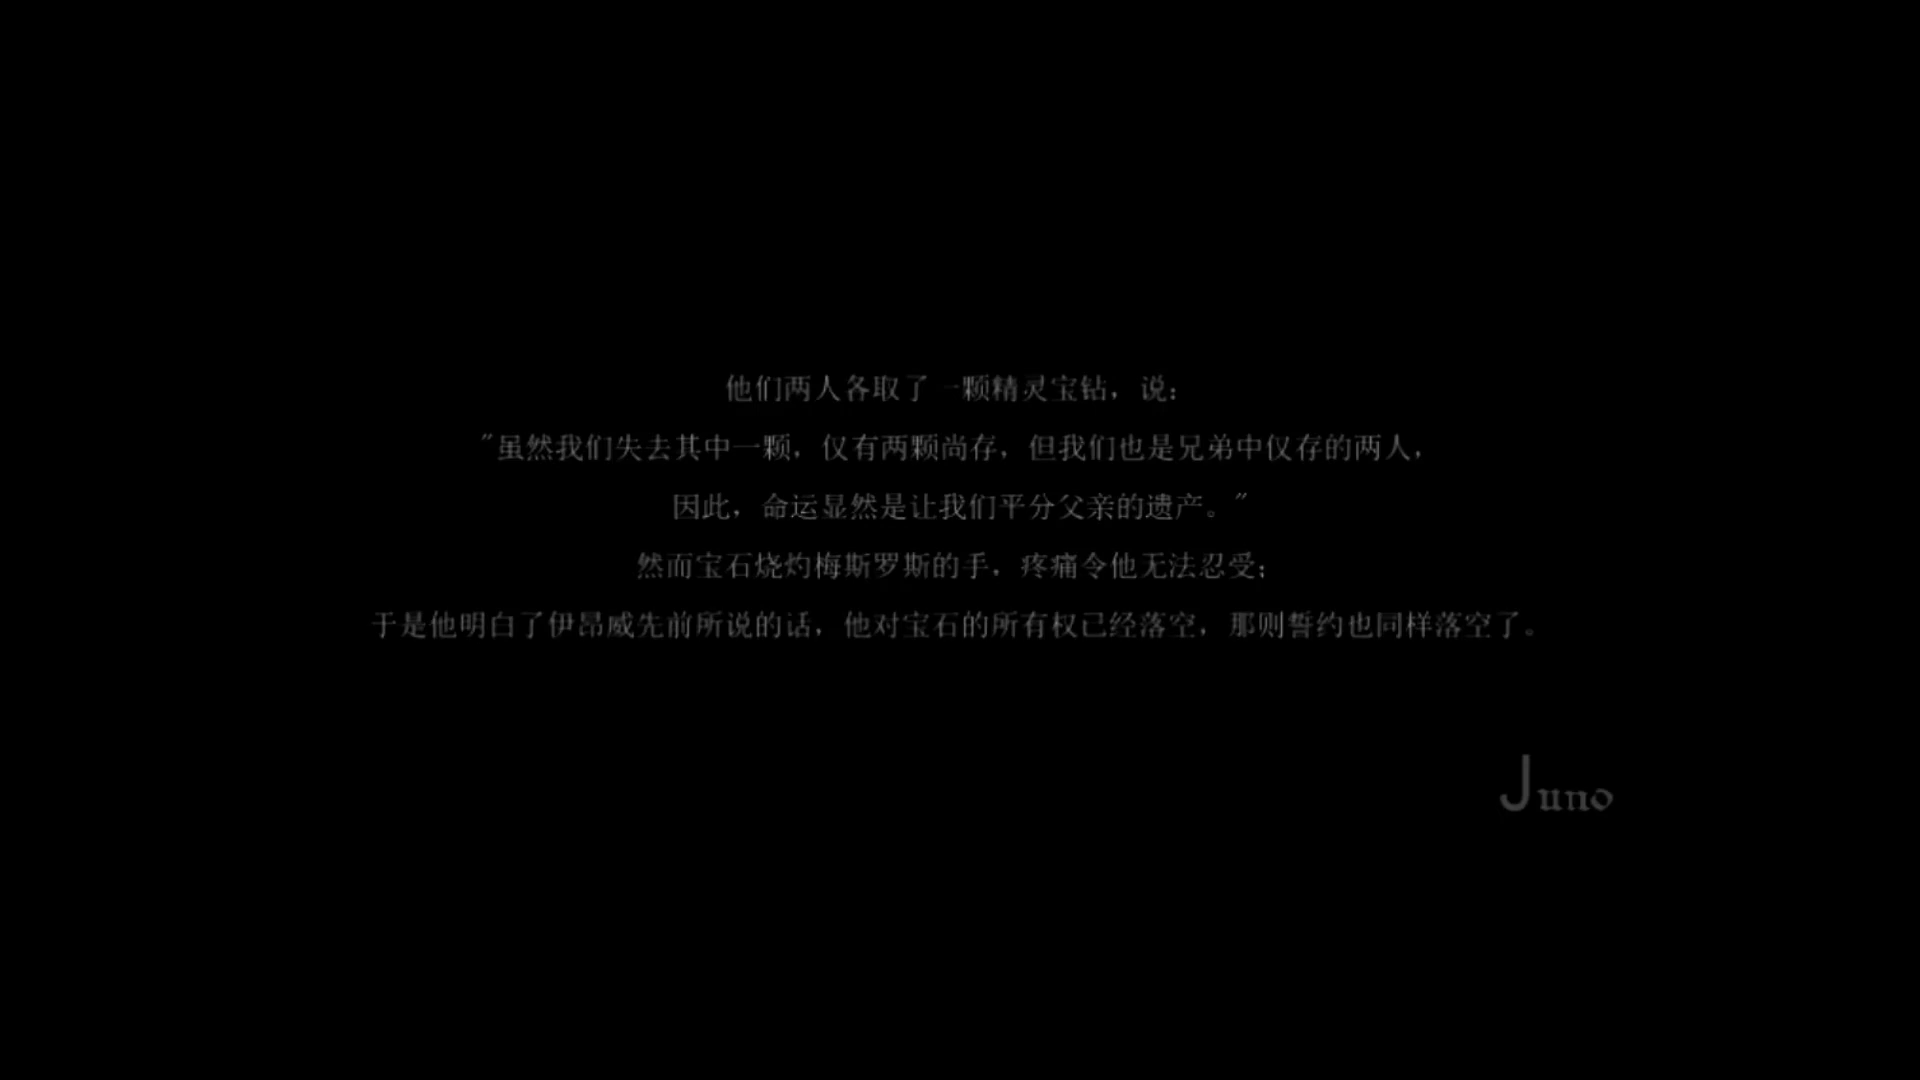 他们两人各取了一颗精灵宝钻，说：
"虽然我们失去其中一颗，仅有两颗尚存，但我们也是兄弟中仅存的两人，
因此，命运显然是让我们平分父亲的遗产。"
然而宝石烧灼梅斯罗斯的手，疼痛令他无法忍受；
于是他明白了伊昂威先前所说的话，他对宝石的所有权已经落空，那则誓约也同样落空了。
Juno